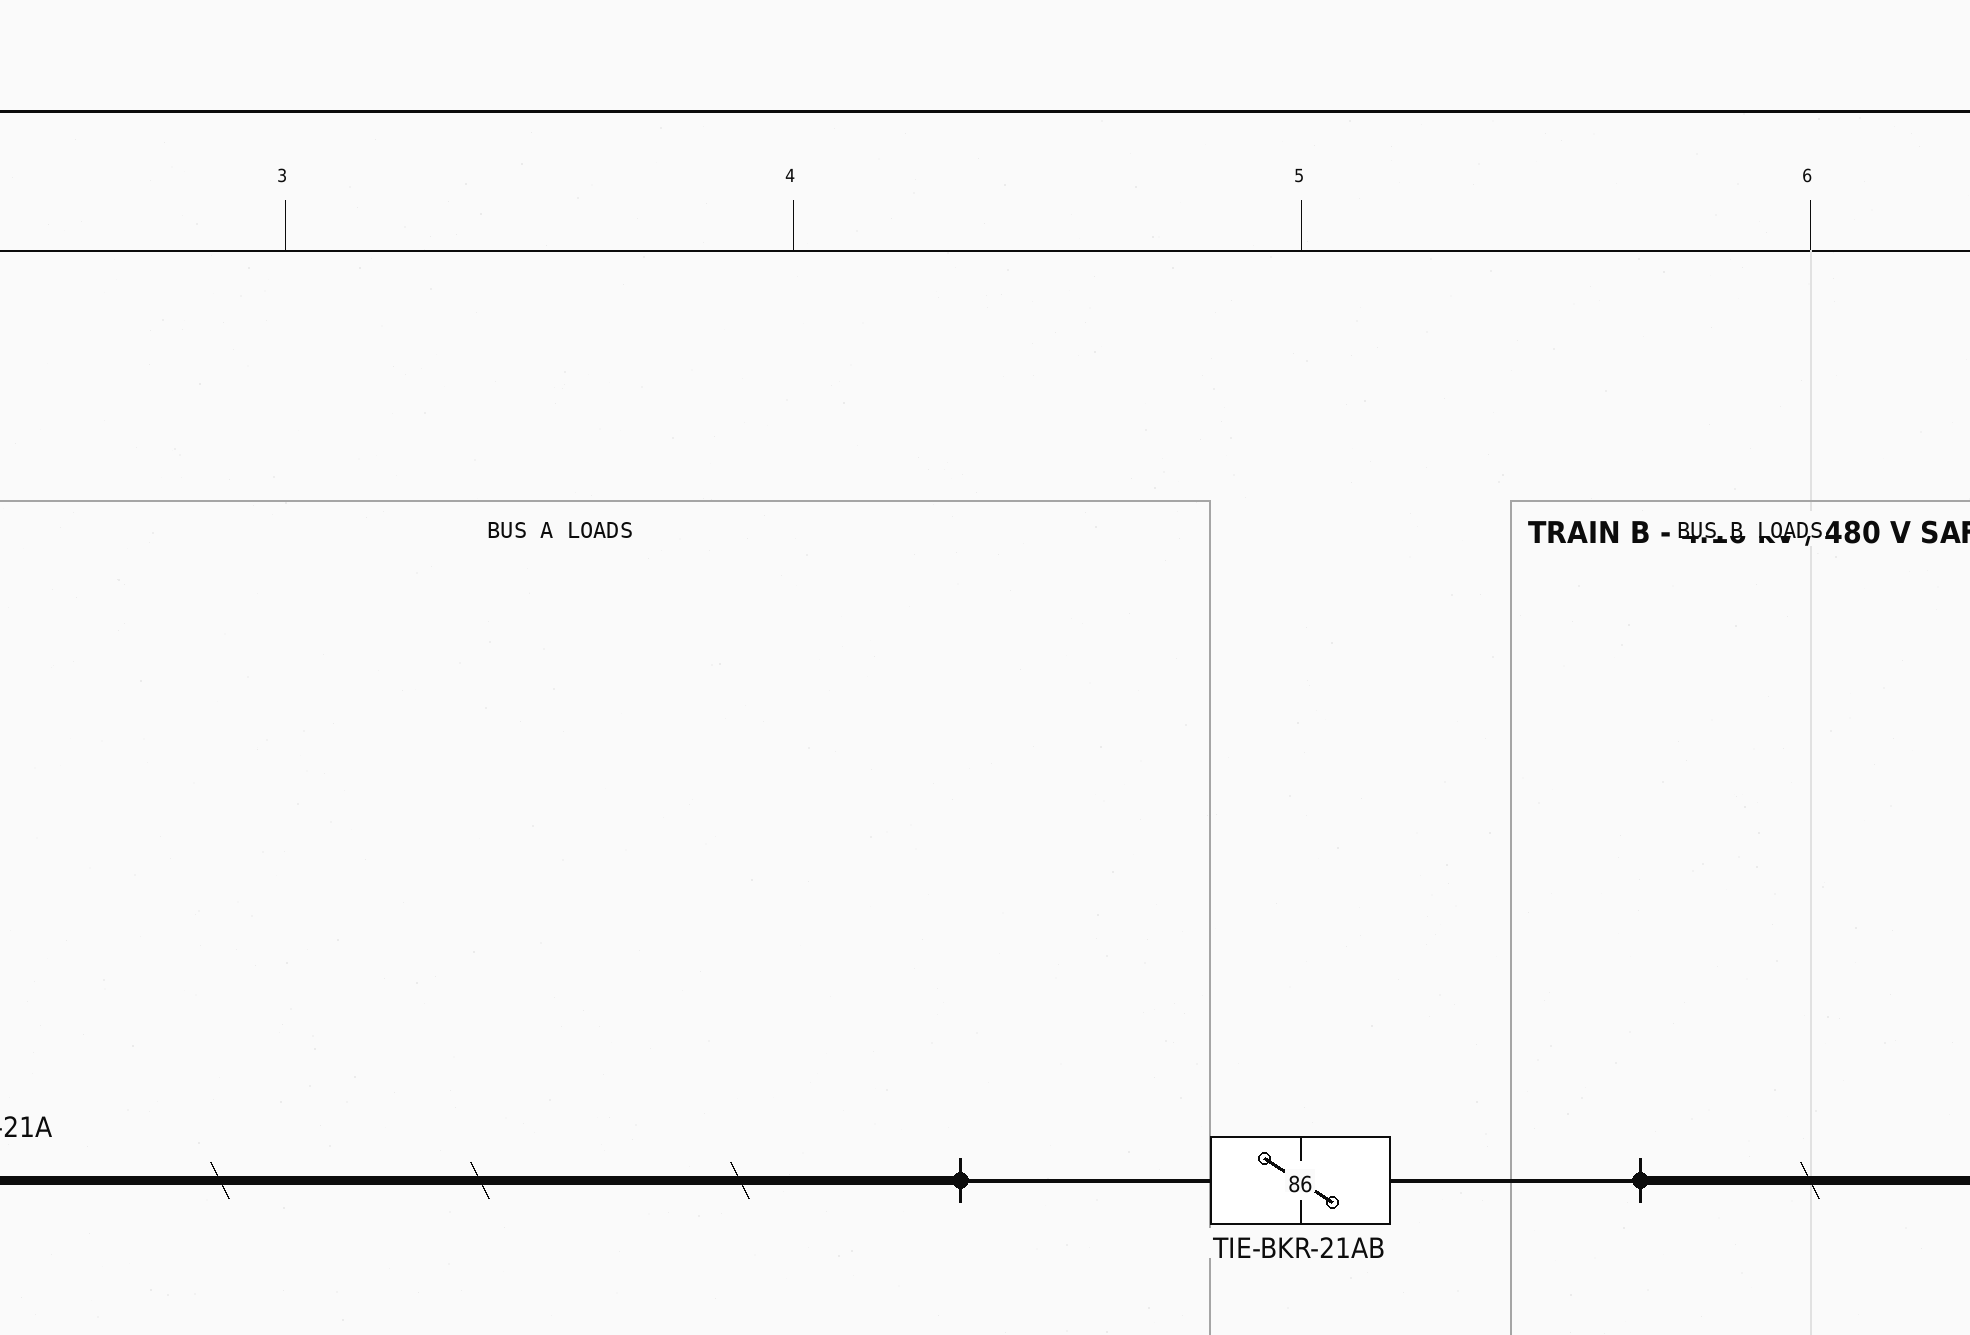 3 4 5 6
BUS A LOADS
TRAIN B - 480 V SAF
BUS B LOADS
-21A
86
TIE-BKR-21AB